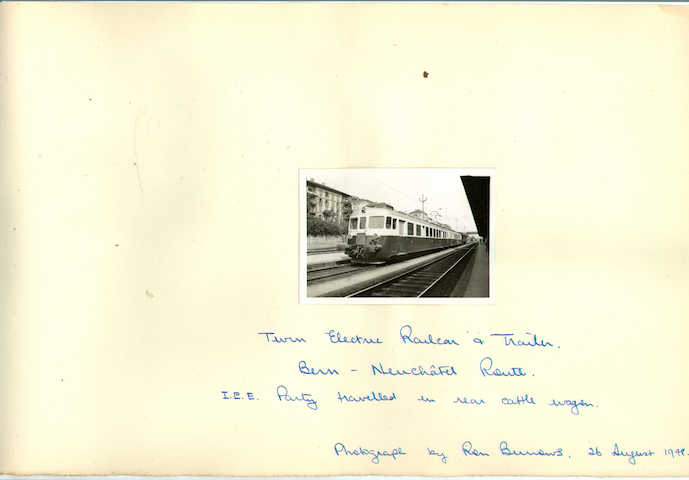 Twin Electric Railcar & Trailer.
Bern - Neuchâtel Route.
I.E.E. Party travelled in rear cattle wagon.
Photograph by Ron Burrows. 26 August 1948.